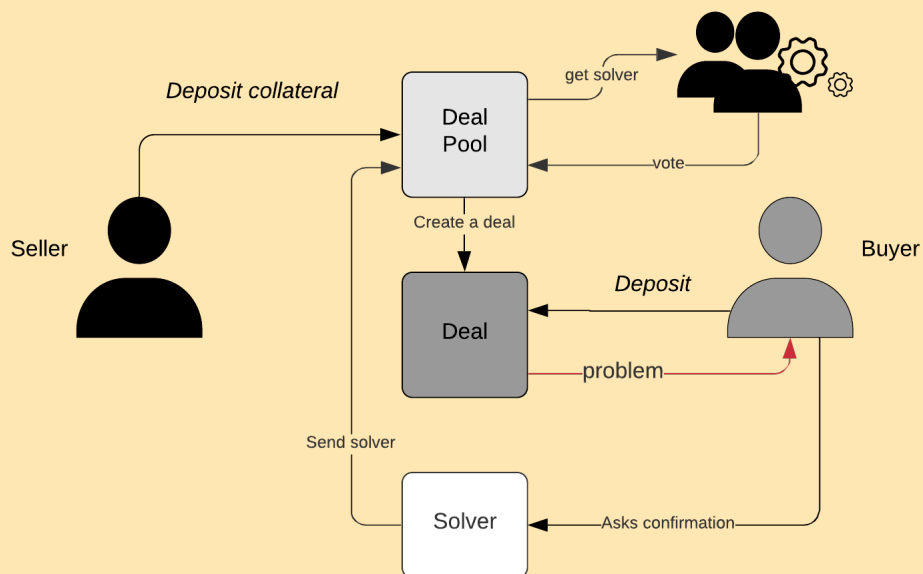 get solver
Deposit collateral
Deal
Pool
vote
Create a deal
Seller
Buyer
Deposit
Deal
problem
Send solver
Solver
Asks confirmation